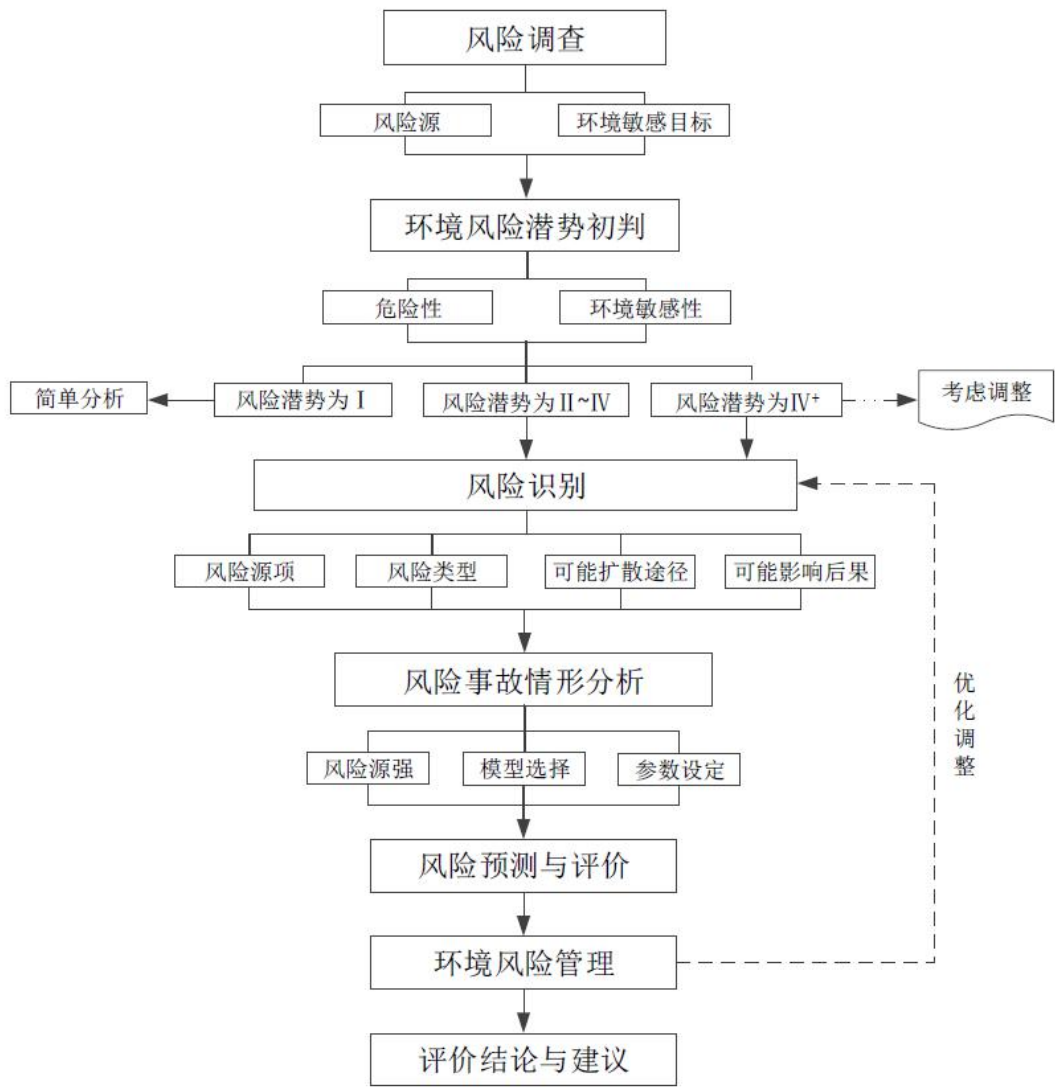 风险调查
风险源
环境敏感目标
环境风险潜势初判
危险性
环境敏感性
简单分析
风险潜势为Ⅰ
风险潜势为Ⅱ~Ⅳ
风险潜势为Ⅳ⁺
考虑调整
风险识别
风险源项
风险类型
可能扩散途径
可能影响后果
风险事故情形分析
风险源强
模型选择
参数设定
优化调整
风险预测与评价
环境风险管理
评价结论与建议